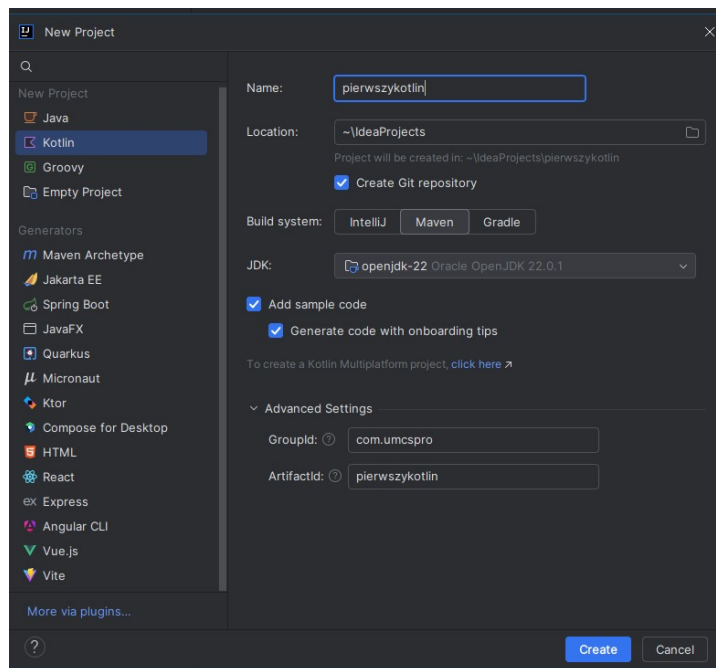 New Project
New Project
Java
Kotlin
Groovy
Empty Project
Generators
Maven Archetype
Jakarta EE
Spring Boot
JavaFX
Quarkus
Micronaut
Ktor
Compose for Desktop
HTML
React
ex Express
Angular CLI
Vue.js
Vite
More via plugins...
?
Name: pierwszykotlin
Location: ~\IdeaProjects
Project will be created in: ~\IdeaProjects\pierwszykotlin
Create Git repository
Build system: IntelliJ Maven Gradle
JDK: openjdk-22 Oracle OpenJDK 22.0.1
Add sample code
Generate code with onboarding tips
To create a Kotlin Multiplatform project, click here ↗
Advanced Settings
GroupId: ? com.umcspro
ArtifactId: ? pierwszykotlin
Create Cancel